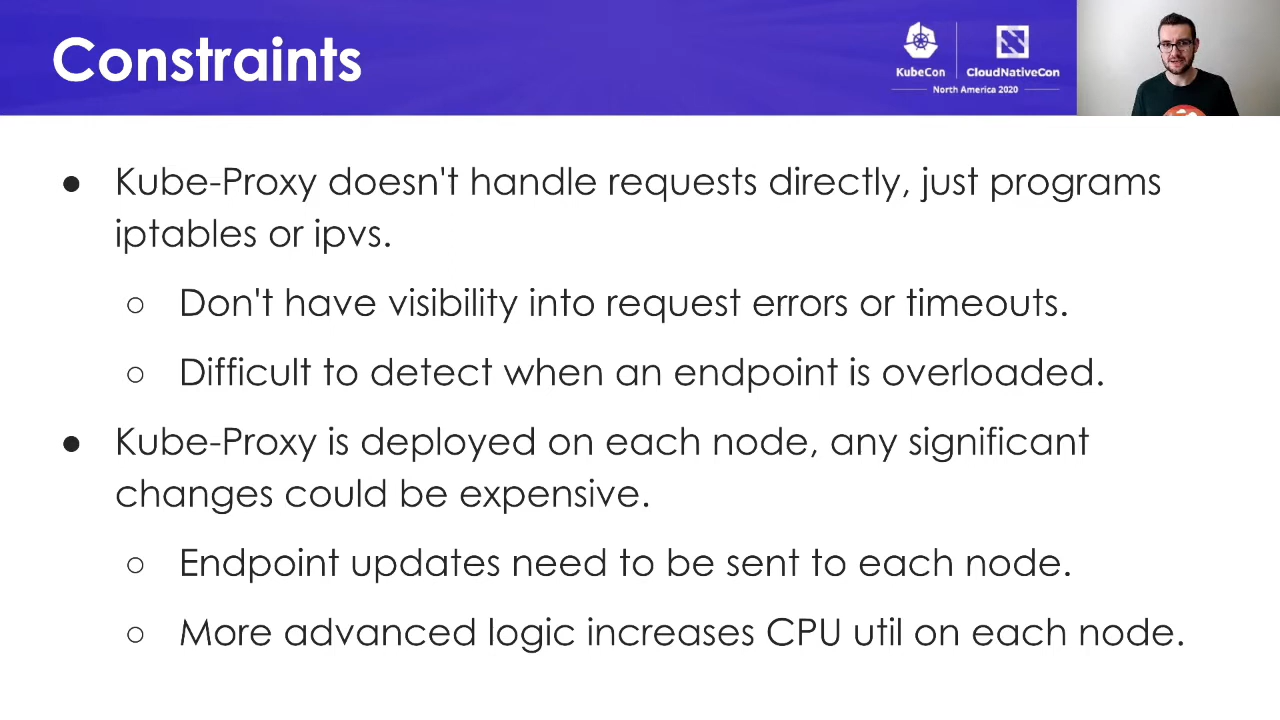 Constraints
KubeCon
CloudNativeCon
North America 2020
● Kube-Proxy doesn't handle requests directly, just programs
iptables or ipvs.
○ Don't have visibility into request errors or timeouts.
○ Difficult to detect when an endpoint is overloaded.
● Kube-Proxy is deployed on each node, any significant
changes could be expensive.
○ Endpoint updates need to be sent to each node.
○ More advanced logic increases CPU util on each node.